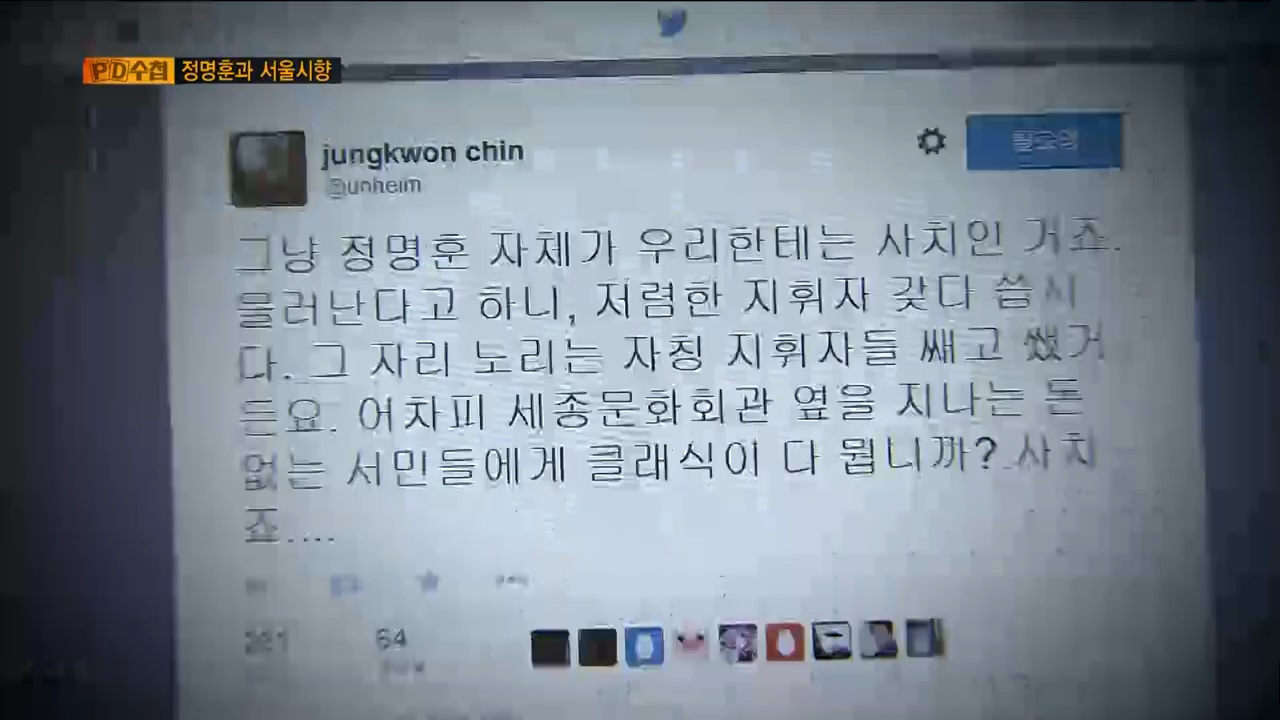 PD수첩 정명훈과 서울시향
jungkwon chin
@unheim
팔로잉
그냥 정명훈 자체가 우리한테는 사치인 거죠.
물러난다고 하니, 저렴한 지휘자 갖다 씁시
다. 그 자리 노리는 자칭 지휘자들 쌔고 쌨거
든요. 어차피 세종문화회관 옆을 지나는 돈
없는 서민들에게 클래식이 다 뭡니까? 사치
죠....
64